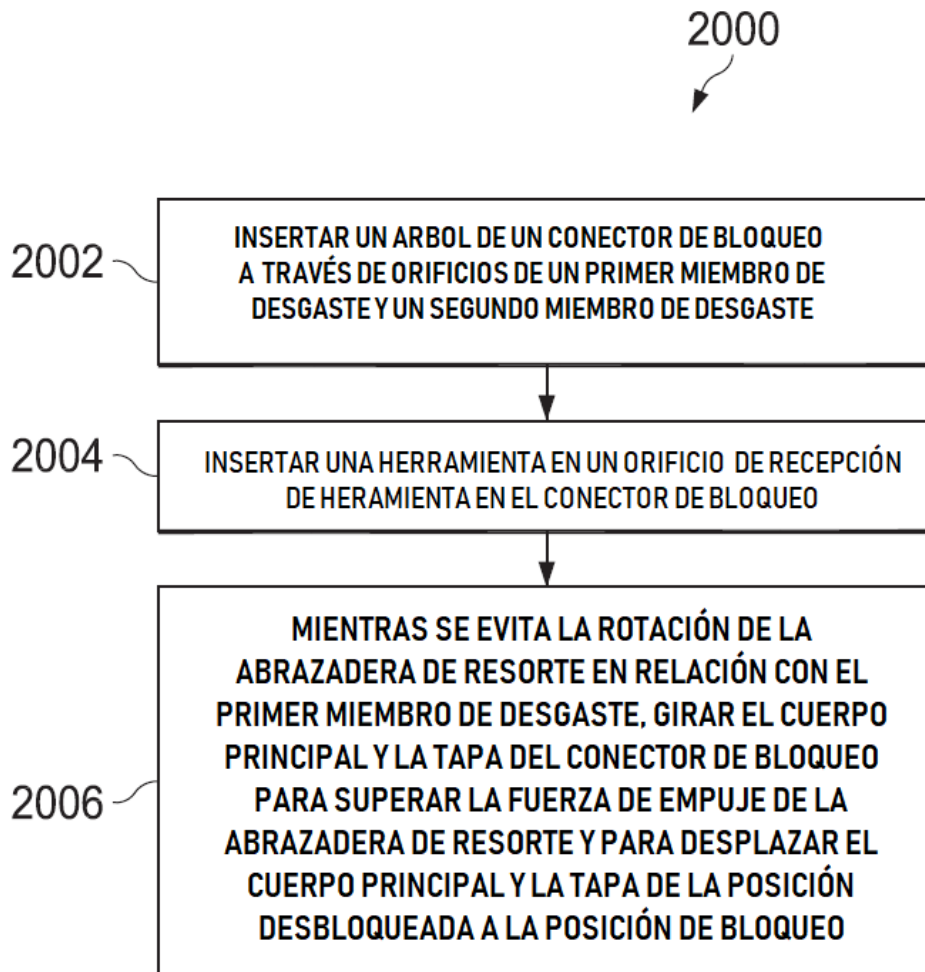 2000
2002
INSERTAR UN ARBOL DE UN CONECTOR DE BLOQUEO
A TRAVÉS DE ORIFICIOS DE UN PRIMER MIEMBRO DE
DESGASTE Y UN SEGUNDO MIEMBRO DE DESGASTE
2004
INSERTAR UNA HERRAMIENTA EN UN ORIFICIO DE RECEPCIÓN
DE HERAMIENTA EN EL CONECTOR DE BLOQUEO
2006
MIENTRAS SE EVITA LA ROTACIÓN DE LA
ABRAZADERA DE RESORTE EN RELACIÓN CON EL
PRIMER MIEMBRO DE DESGASTE, GIRAR EL CUERPO
PRINCIPAL Y LA TAPA DEL CONECTOR DE BLOQUEO
PARA SUPERAR LA FUERZA DE EMPUJE DE LA
ABRAZADERA DE RESORTE Y PARA DESPLAZAR EL
CUERPO PRINCIPAL Y LA TAPA DE LA POSICIÓN
DESBLOQUEADA A LA POSICIÓN DE BLOQUEO